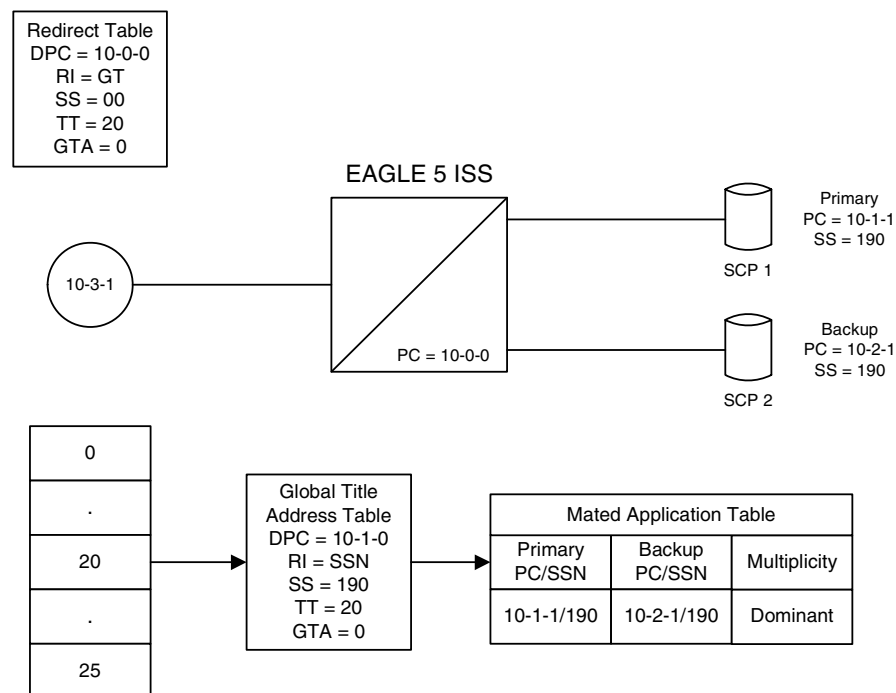 Redirect Table
DPC = 10-0-0
RI = GT
SS = 00
TT = 20
GTA = 0
EAGLE 5 ISS
10-3-1
PC = 10-0-0
SCP 1
Primary
PC = 10-1-1
SS = 190
SCP 2
Backup
PC = 10-2-1
SS = 190
0
.
20
.
25
Global Title
Address Table
DPC = 10-1-0
RI = SSN
SS = 190
TT = 20
GTA = 0
Mated Application Table
Primary
PC/SSN
Backup
PC/SSN
Multiplicity
10-1-1/190
10-2-1/190
Dominant